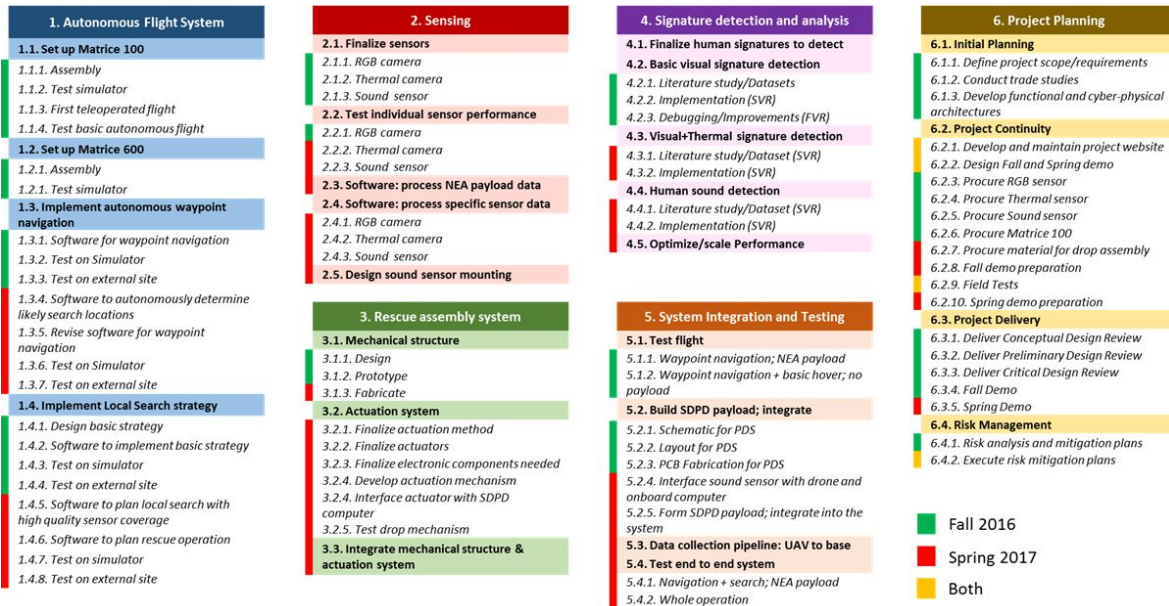 1. Autonomous Flight System
1.1. Set up Matrice 100
1.1.1. Assembly
1.1.2. Test simulator
1.1.3. First teleoperated flight
1.1.4. Test basic autonomous flight
1.2. Set up Matrice 600
1.2.1. Assembly
1.2.1. Test simulator
1.3. Implement autonomous waypoint
navigation
1.3.1. Software for waypoint navigation
1.3.2. Test on Simulator
1.3.3. Test on external site
1.3.4. Software to autonomously determine
likely search locations
1.3.5. Revise software for waypoint
navigation
1.3.6. Test on Simulator
1.3.7. Test on external site
1.4. Implement Local Search strategy
1.4.1. Design basic strategy
1.4.2. Software to implement basic strategy
1.4.3. Test on simulator
1.4.4. Test on external site
1.4.5. Software to plan local search with
high quality sensor coverage
1.4.6. Software to plan rescue operation
1.4.7. Test on simulator
1.4.8. Test on external site
2. Sensing
2.1. Finalize sensors
2.1.1. RGB camera
2.1.2. Thermal camera
2.1.3. Sound sensor
2.2. Test individual sensor performance
2.2.1. RGB camera
2.2.2. Thermal camera
2.2.3. Sound sensor
2.3. Software: process NEA payload data
2.4. Software: process specific sensor data
2.4.1. RGB camera
2.4.2. Thermal camera
2.4.3. Sound sensor
2.5. Design sound sensor mounting
3. Rescue assembly system
3.1. Mechanical structure
3.1.1. Design
3.1.2. Prototype
3.1.3. Fabricate
3.2. Actuation system
3.2.1. Finalize actuation method
3.2.2. Finalize actuators
3.2.3. Finalize electronic components needed
3.2.4. Develop actuation mechanism
3.2.4. Interface actuator with SDPD
computer
3.2.5. Test drop mechanism
3.3. Integrate mechanical structure &
actuation system
4. Signature detection and analysis
4.1. Finalize human signatures to detect
4.2. Basic visual signature detection
4.2.1. Literature study/Datasets
4.2.2. Implementation (SVR)
4.2.3. Debugging/Improvements (FVR)
4.3. Visual+Thermal signature detection
4.3.1. Literature study/Dataset (SVR)
4.3.2. Implementation (SVR)
4.4. Human sound detection
4.4.1. Literature study/Dataset (SVR)
4.4.2. Implementation (SVR)
4.5. Optimize/scale Performance
5. System Integration and Testing
5.1. Test flight
5.1.1. Waypoint navigation; NEA payload
5.1.2. Waypoint navigation + basic hover; no
payload
5.2. Build SDPD payload; integrate
5.2.1. Schematic for PDS
5.2.2. Layout for PDS
5.2.3. PCB Fabrication for PDS
5.2.4. Interface sound sensor with drone and
onboard computer
5.2.5. Form SDPD payload; integrate into the
system
5.3. Data collection pipeline: UAV to base
5.4. Test end to end system
5.4.1. Navigation + search; NEA payload
5.4.2. Whole operation
6. Project Planning
6.1. Initial Planning
6.1.1. Define project scope/requirements
6.1.2. Conduct trade studies
6.1.3. Develop functional and cyber-physical
architectures
6.2. Project Continuity
6.2.1. Develop and maintain project website
6.2.2. Design Fall and Spring demo
6.2.3. Procure RGB sensor
6.2.4. Procure Thermal sensor
6.2.5. Procure Sound sensor
6.2.6. Procure Matrice 100
6.2.7. Procure material for drop assembly
6.2.8. Fall demo preparation
6.2.9. Field Tests
6.2.10. Spring demo preparation
6.3. Project Delivery
6.3.1. Deliver Conceptual Design Review
6.3.2. Deliver Preliminary Design Review
6.3.3. Deliver Critical Design Review
6.3.4. Fall Demo
6.3.5. Spring Demo
6.4. Risk Management
6.4.1. Risk analysis and mitigation plans
6.4.2. Execute risk mitigation plans
Fall 2016
Spring 2017
Both